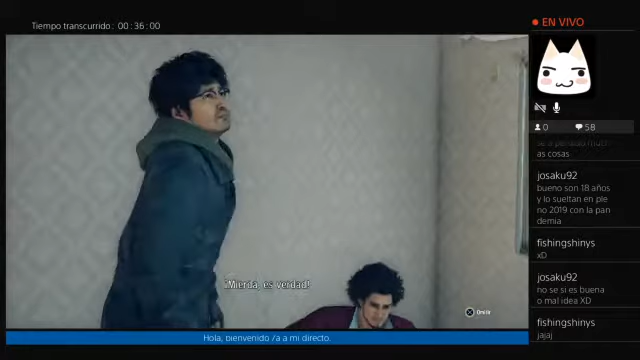 Tiempo transcurrido: 00:36:00
EN VIVO
0
58
as cosas
josaku92
bueno son 18 años
y lo sueltan en ple
no 2019 con la pan
demia
fishingshinys
xD
josaku92
no se si es buena
o mal idea XD
fishingshinys
jajaj
¡Mierda, es verdad!
Omitir
Hola, bienvenido /a a mi directo.